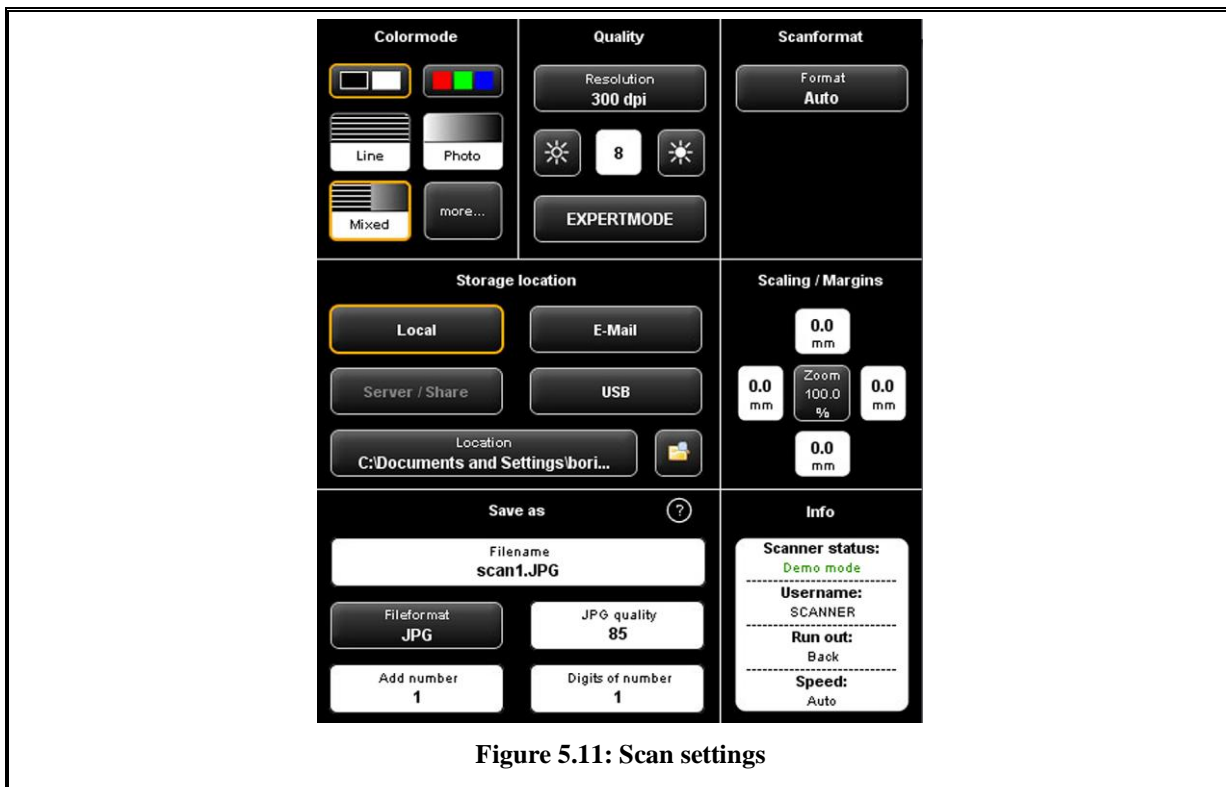 Colormode
Quality
Scanformat
Resolution
300 dpi
Format
Auto
Line
Photo
8
Mixed
more...
EXPERTMODE
Storage location
Scaling / Margins
Local
E-Mail
0.0
mm
Server / Share
USB
0.0
mm
Zoom
100.0
%
0.0
mm
Location
C:\Documents and Settings\bori...
0.0
mm
Save as
?
Info
Filename
scan1.JPG
Scanner status:
Demo mode
Username:
SCANNER
Fileformat
JPG
JPG quality
85
Run out:
Back
Add number
1
Digits of number
1
Speed:
Auto
Figure 5.11: Scan settings